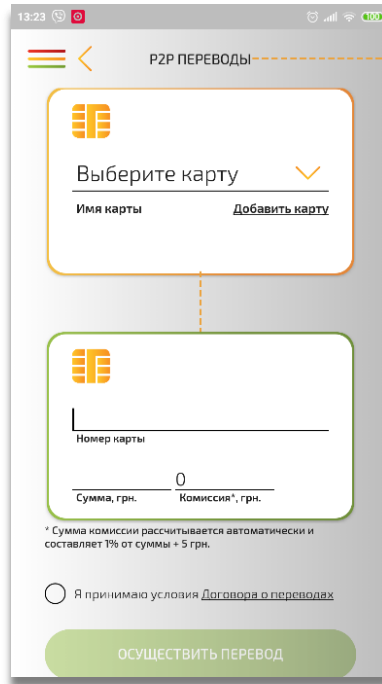 13:23 100
P2P ПЕРЕВОДЫ
Выберите карту
Имя карты Добавить карту
Номер карты
0
Сумма, грн. Комиссия*, грн.
* Сумма комиссии рассчитывается автоматически и
составляет 1% от суммы + 5 грн.
Я принимаю условия Договора о переводах
ОСУЩЕСТВИТЬ ПЕРЕВОД